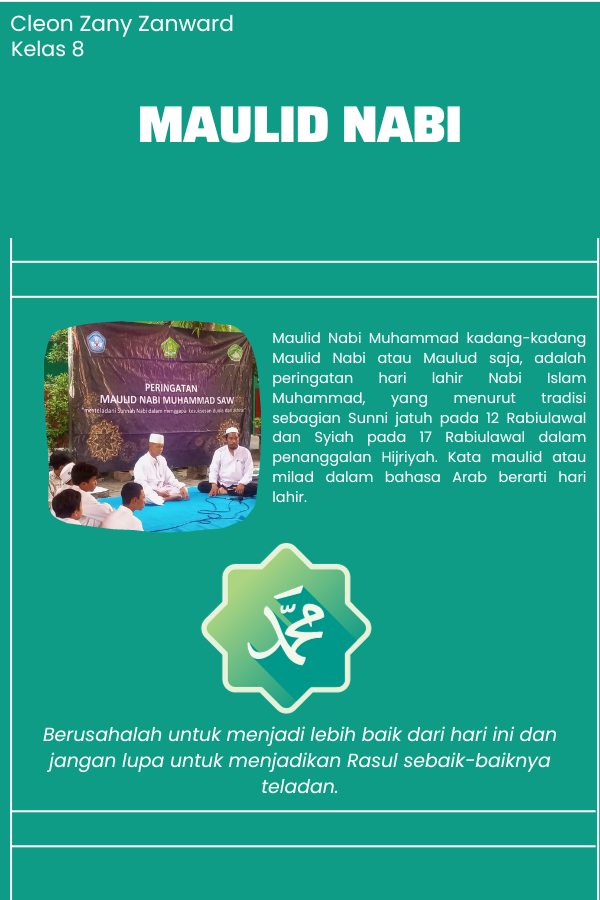 Cleon Zany Zanward
Kelas 8
MAULID NABI
PERINGATAN
MAULID NABI MUHAMMAD SAW
Maulid Nabi Muhammad kadang-kadang
Maulid Nabi atau Maulud saja, adalah
peringatan hari lahir Nabi Islam
Muhammad, yang menurut tradisi
sebagian Sunni jatuh pada 12 Rabiulawal
dan Syiah pada 17 Rabiulawal dalam
penanggalan Hijriyah. Kata maulid atau
milad dalam bahasa Arab berarti hari
lahir.
محمد
Berusahalah untuk menjadi lebih baik dari hari ini dan
jangan lupa untuk menjadikan Rasul sebaik-baiknya
teladan.